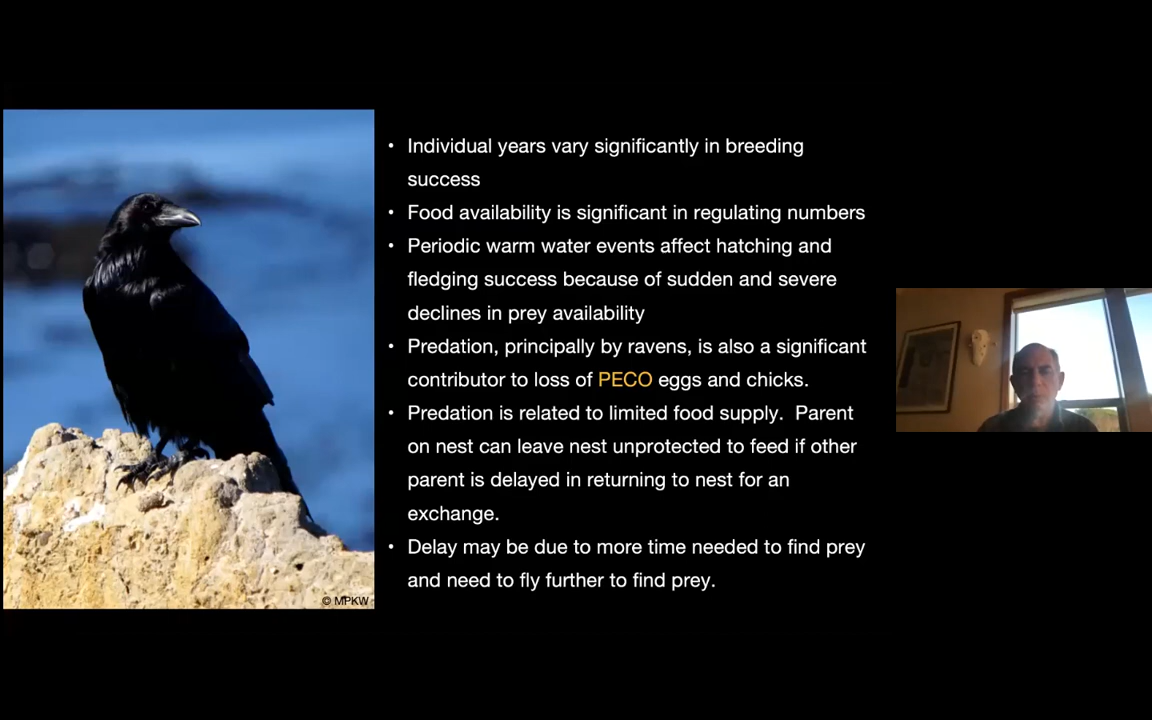 • Individual years vary significantly in breeding
success
• Food availability is significant in regulating numbers
• Periodic warm water events affect hatching and
fledging success because of sudden and severe
declines in prey availability
• Predation, principally by ravens, is also a significant
contributor to loss of PECO eggs and chicks.
• Predation is related to limited food supply.  Parent
on nest can leave nest unprotected to feed if other
parent is delayed in returning to nest for an
exchange.
• Delay may be due to more time needed to find prey
and need to fly further to find prey.
© MPKW